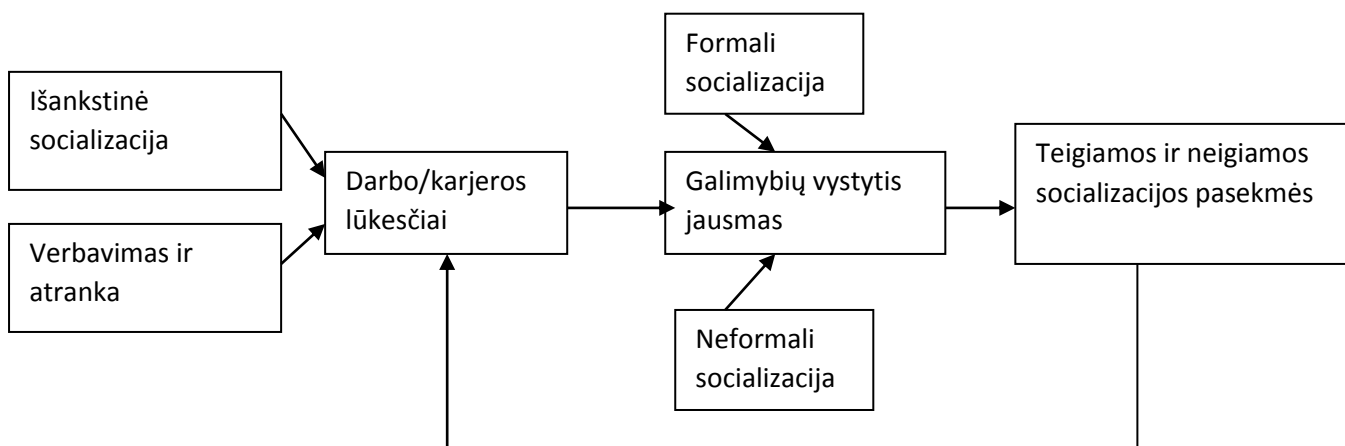 Išankstinė
socializacija
Verbavimas ir
atranka
Darbo/karjeros
lūkesčiai
Formali
socializacija
Galimybių vystytis
jausmas
Neformali
socializacija
Teigiamos ir neigiamos
socializacijos pasekmės